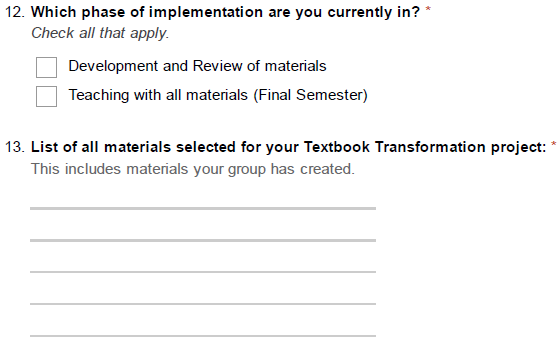 12. Which phase of implementation are you currently in? *
Check all that apply.
Development and Review of materials
Teaching with all materials (Final Semester)
13. List of all materials selected for your Textbook Transformation project: *
This includes materials your group has created.